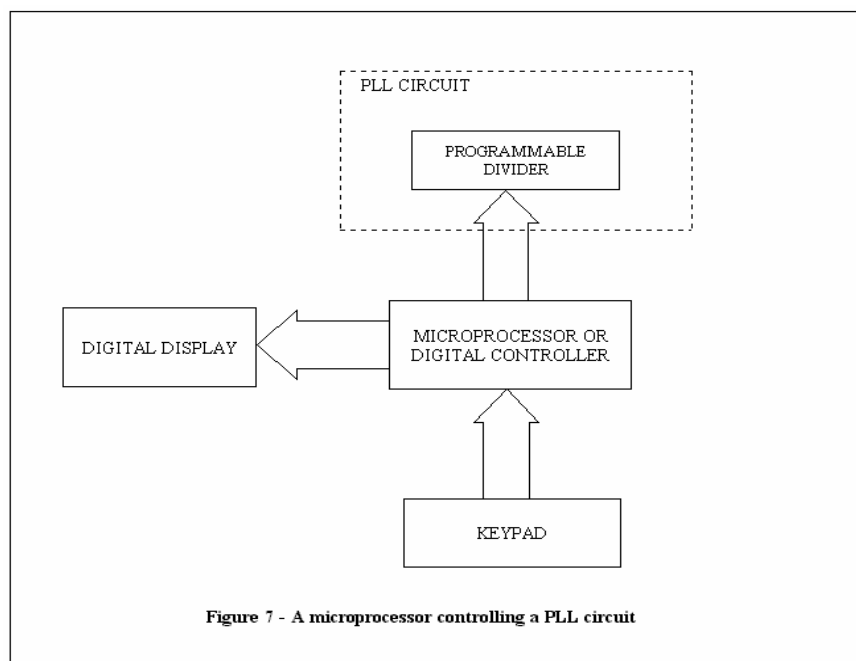 PLL CIRCUIT
PROGRAMMABLE
DIVIDER
DIGITAL DISPLAY
MICROPROCESSOR OR
DIGITAL CONTROLLER
KEYPAD
Figure 7 - A microprocessor controlling a PLL circuit